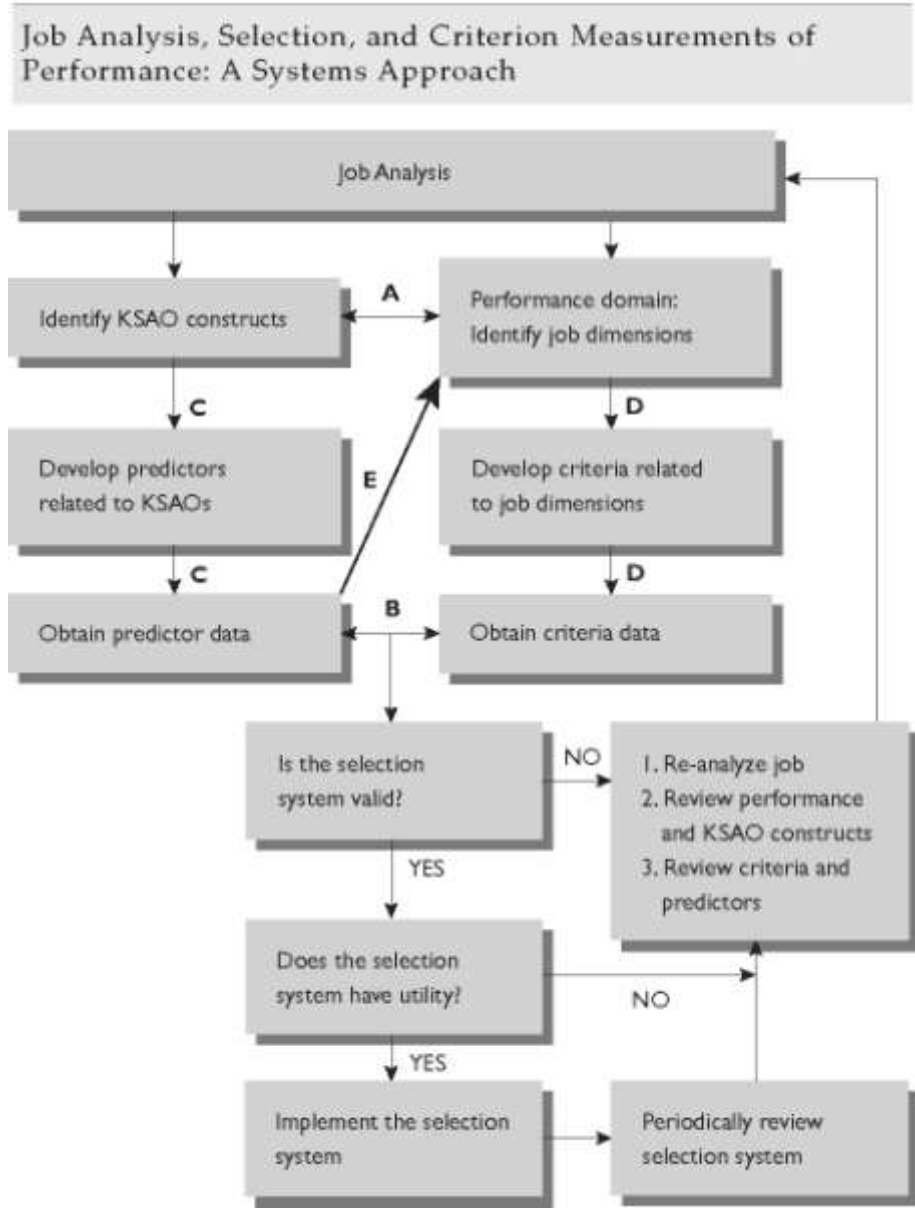 Job Analysis, Selection, and Criterion Measurements of
Performance: A Systems Approach
Job Analysis
Identify KSAO constructs
A
Performance domain:
Identify job dimensions
C
D
Develop predictors
related to KSAOs
E
Develop criteria related
to job dimensions
C
D
Obtain predictor data
B
Obtain criteria data
Is the selection
system valid?
NO
1. Re-analyze job
2. Review performance
and KSAO constructs
3. Review criteria and
predictors
YES
Does the selection
system have utility?
NO
YES
Implement the selection
system
Periodically review
selection system